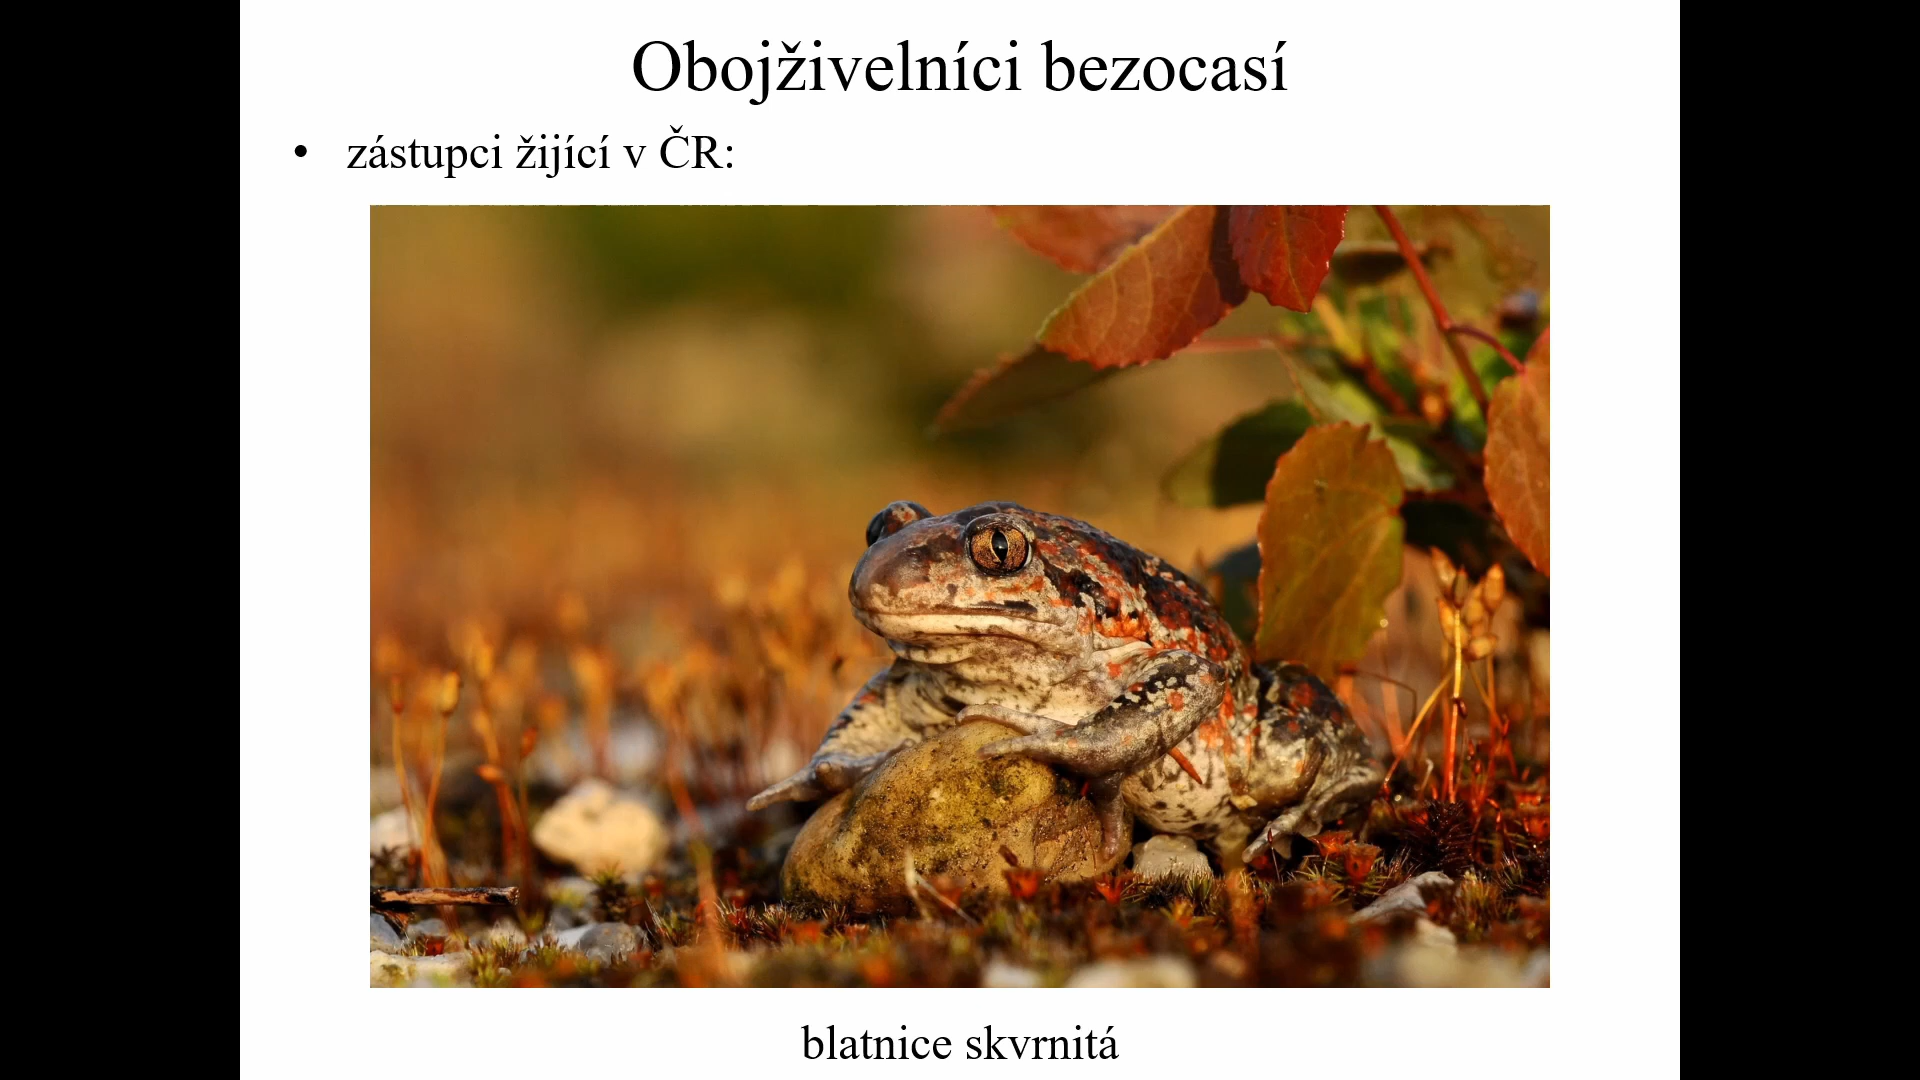 Obojživelníci bezocasí
• zástupci žijící v ČR:
blatnice skvrnitá